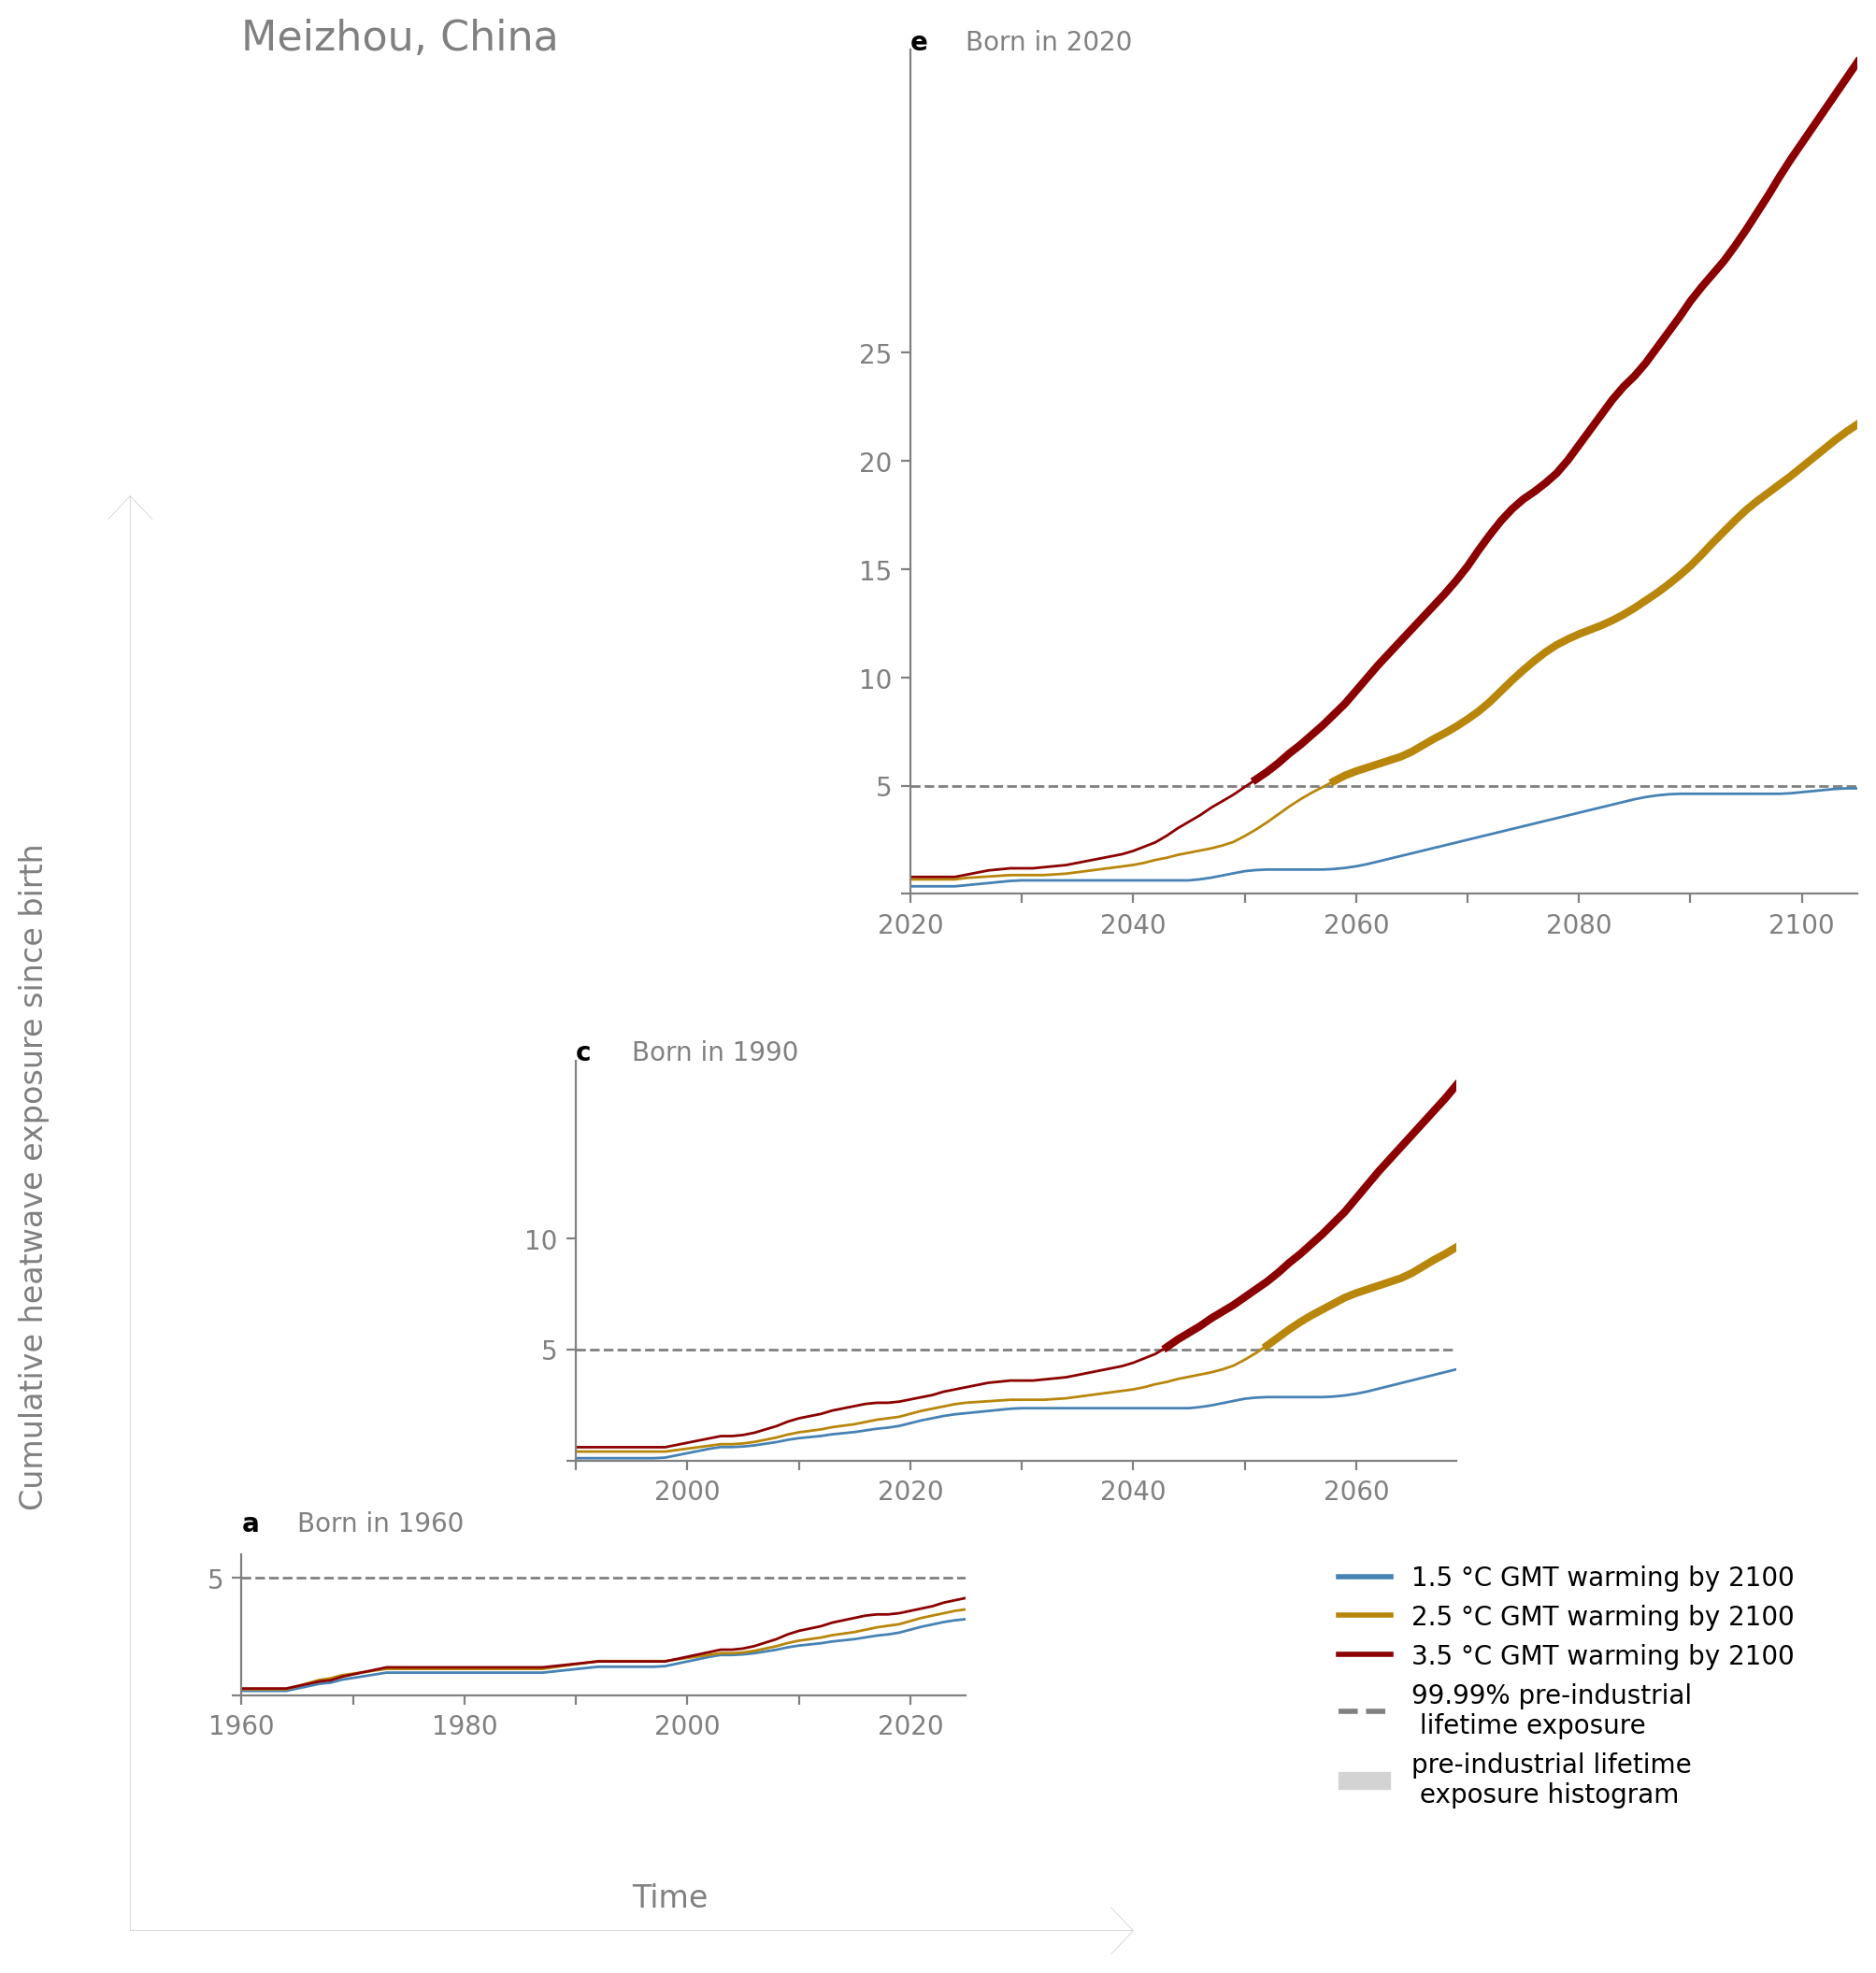 Meizhou, China
e Born in 2020
25
20
15
10
5
2020 2040 2060 2080 2100
Cumulative heatwave exposure since birth
c Born in 1990
10
5
2000 2020 2040 2060
a Born in 1960
5
1960 1980 2000 2020
1.5 °C GMT warming by 2100
2.5 °C GMT warming by 2100
3.5 °C GMT warming by 2100
99.99% pre-industrial
lifetime exposure
pre-industrial lifetime
exposure histogram
Time